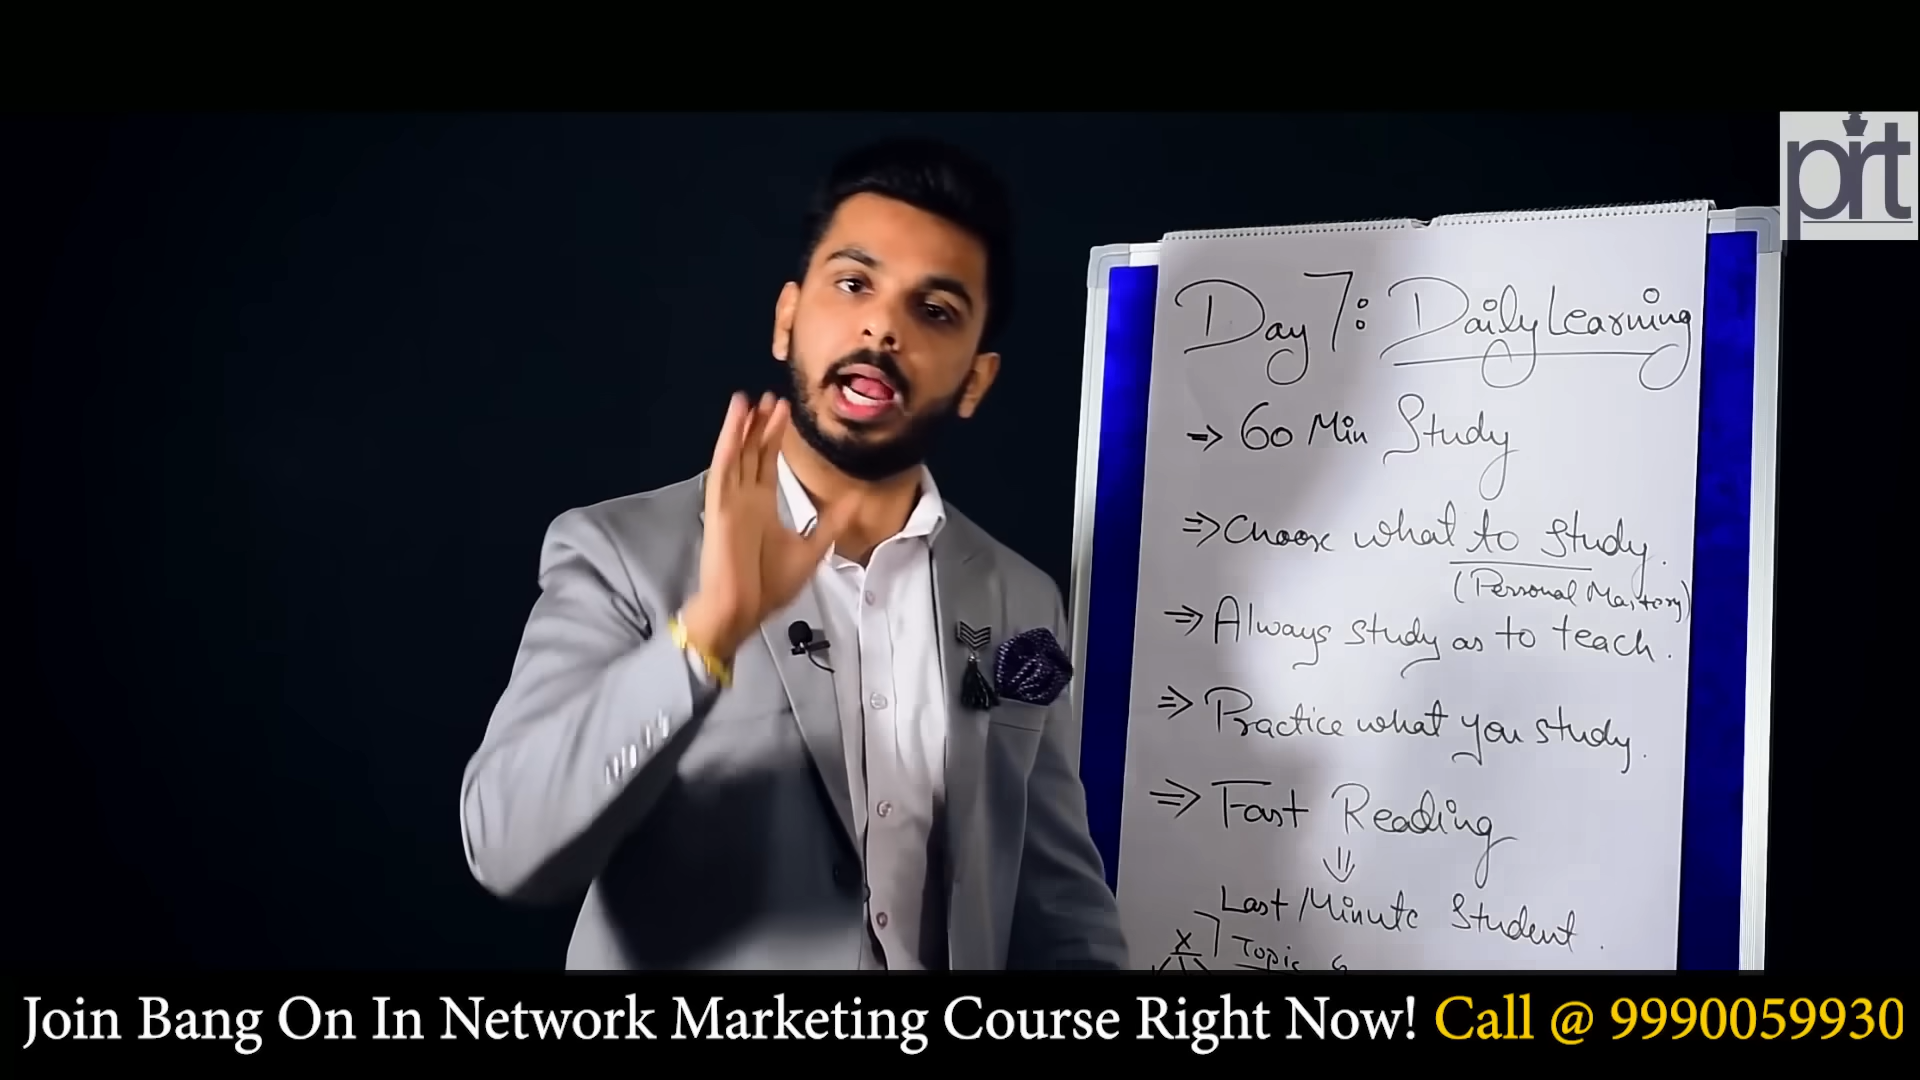 prt
Day 7: Daily Learning
→ 60 Min Study
⇒ Choose what to study.
(Personal Mastery)
⇒ Always study as to teach.
⇒ Practice what you study.
⇒ Fast Reading
⇓
Last/Minute Student.
X Topic
Join Bang On In Network Marketing Course Right Now! Call @ 9990059930